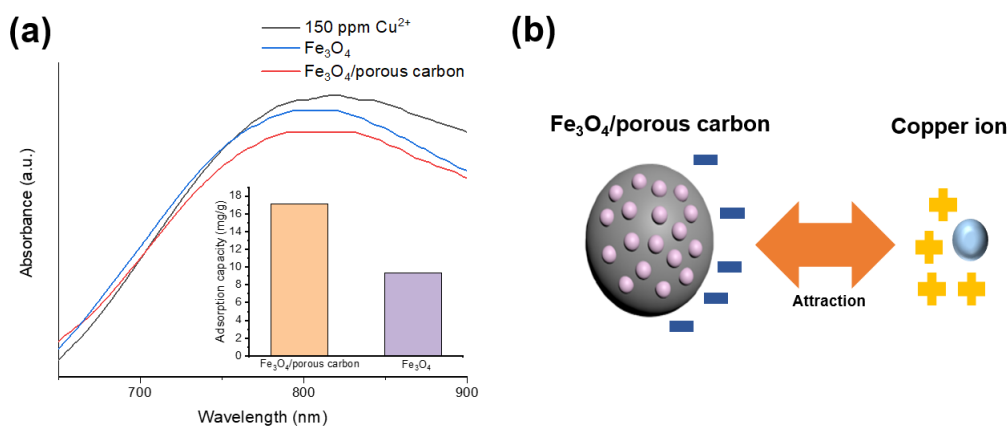 (a)
150 ppm Cu²⁺
Fe₃O₄
Fe₃O₄/porous carbon
Absorbance (a.u.)
Adsorption capacity (mg/g)
18
16
14
12
10
8
6
4
2
0
Fe₃O₄/porous carbon
Fe₃O₄
700
800
900
Wavelength (nm)
(b)
Fe₃O₄/porous carbon
Copper ion
Attraction